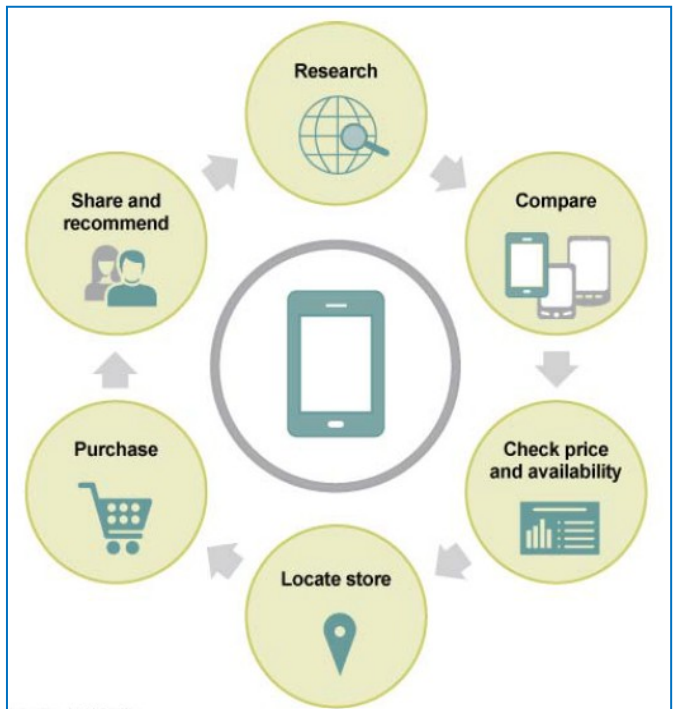 Research
Compare
Check price
and availability
Locate store
Purchase
Share and
recommend